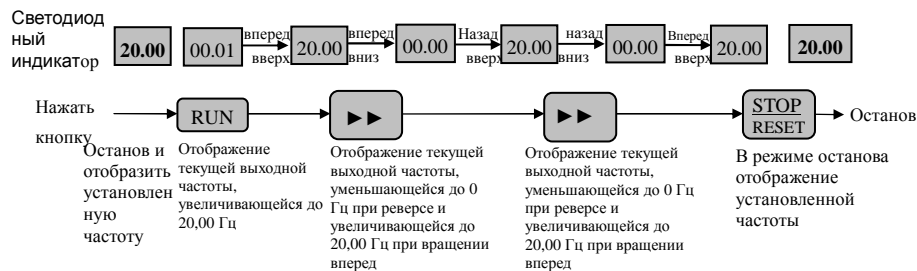 Светодиод
ный
индикатор
20.00
00.01
вперед
вверх
20.00
вперед
вниз
00.00
Назад
вверх
20.00
назад
вниз
00.00
Вперед
вверх
20.00
20.00
Нажать
кнопку
RUN
►►
►►
STOP
RESET
Останов
Останов и
отобразить
установлен
ную
частоту
Отображение
текущей выходной
частоты,
увеличивающейся до
20,00 Гц
Отображение текущей
выходной частоты,
уменьшающейся до 0
Гц при реверсе и
увеличивающейся до
20,00 Гц при вращении
вперед
Отображение текущей
выходной частоты,
уменьшающейся до 0 Гц
при реверсе и
увеличивающейся до
20,00 Гц при вращении
вперед
В режиме останова
отображение
установленной
частоты